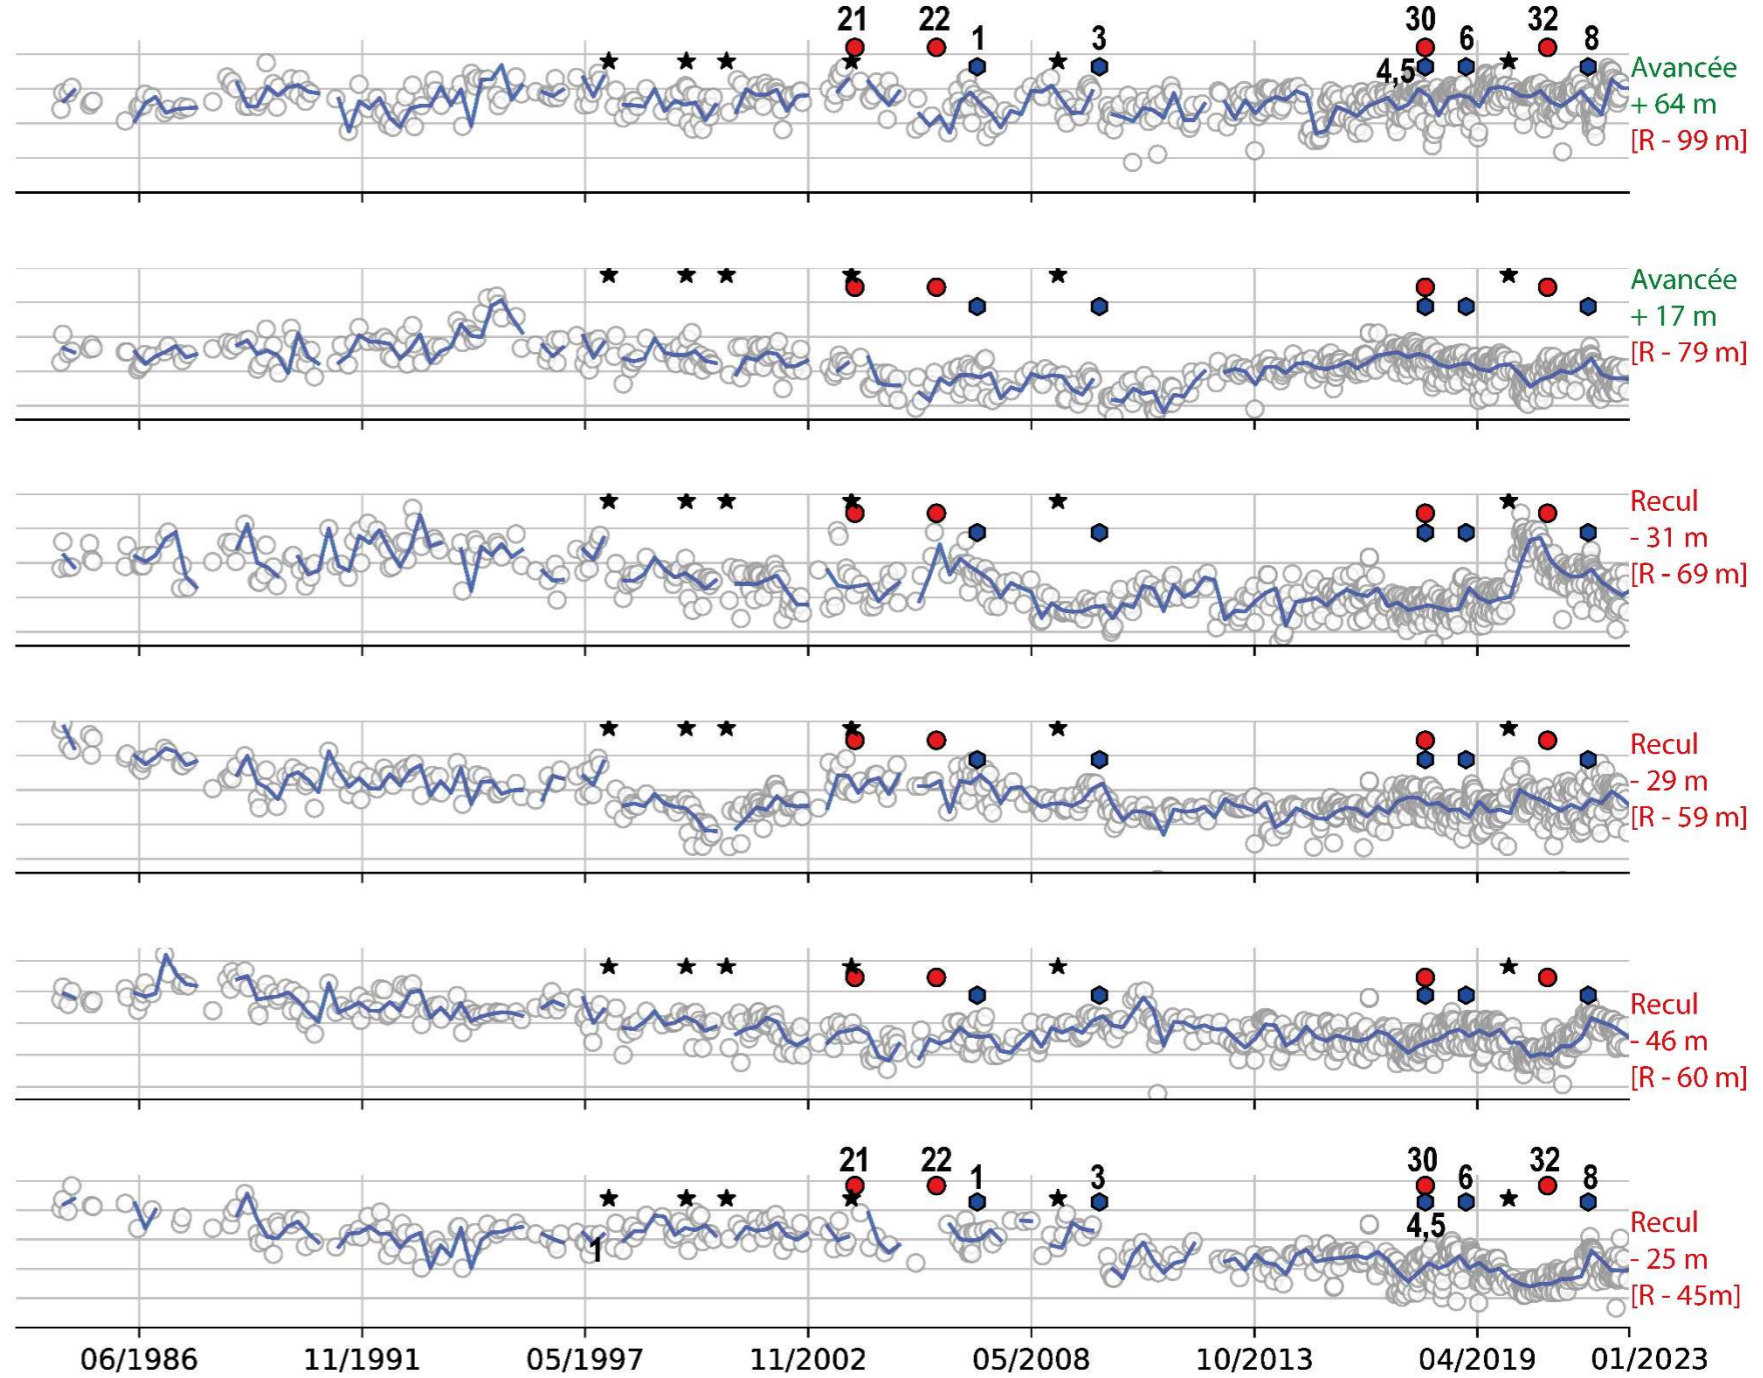 21 22 30 32
1 3 6 8
4,5
Avancée
+ 64 m
[R - 99 m]
Avancée
+ 17 m
[R - 79 m]
Recul
- 31 m
[R - 69 m]
Recul
- 29 m
[R - 59 m]
Recul
- 46 m
[R - 60 m]
21 22 30 32
1 3 6 8
4,5
1
Recul
- 25 m
[R - 45m]
06/1986 11/1991 05/1997 11/2002 05/2008 10/2013 04/2019 01/2023